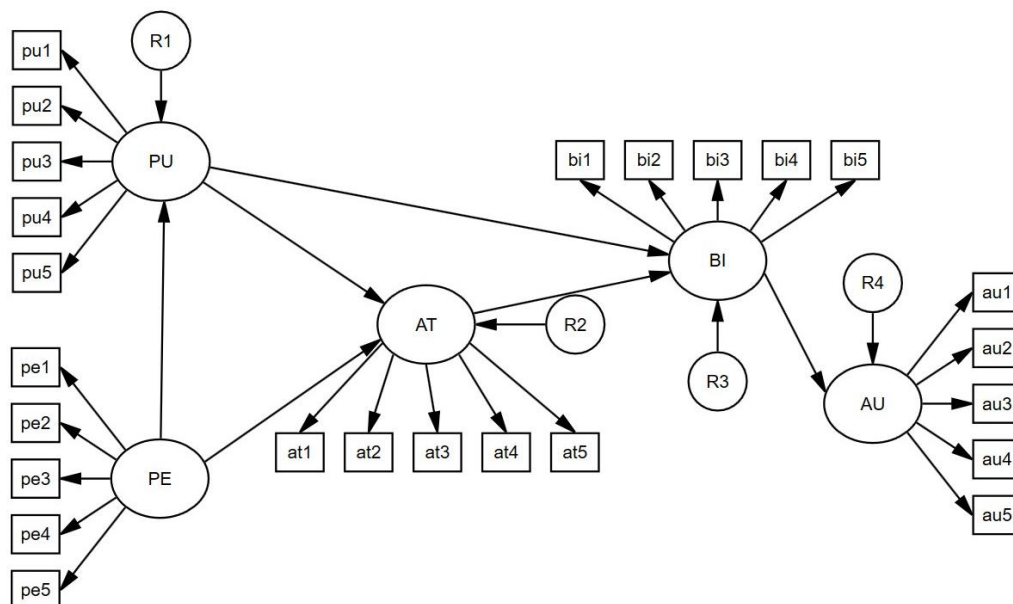 pu1
pu2
pu3
pu4
pu5
R1
PU
pe1
pe2
pe3
pe4
pe5
PE
AT
R2
at1 at2 at3 at4 at5
bi1 bi2 bi3 bi4 bi5
BI
R3
R4
AU
au1
au2
au3
au4
au5